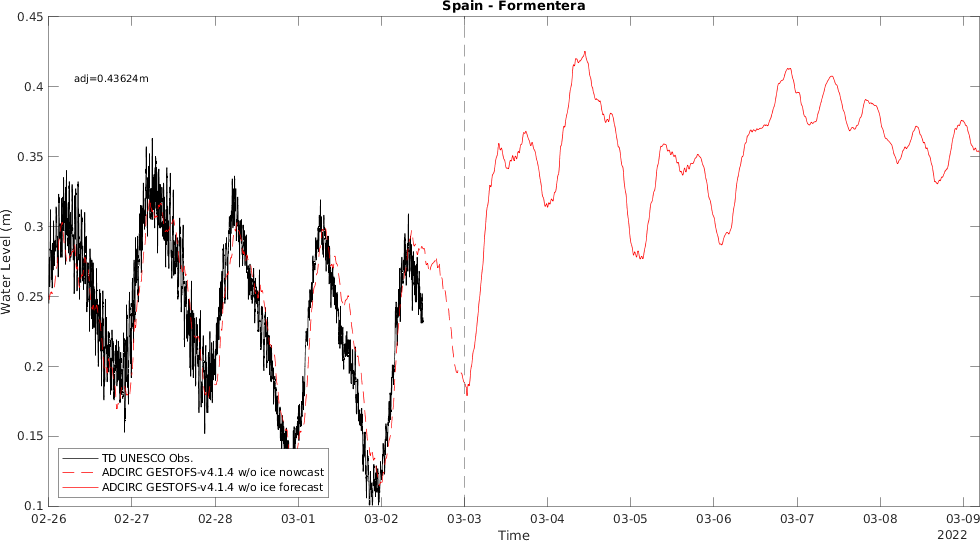 Spain - Formentera
adj=0.43624m
Water Level (m)
0.45
0.4
0.35
0.3
0.25
0.2
0.15
0.1
TD UNESCO Obs.
ADCIRC GESTOFS-v4.1.4 w/o ice nowcast
ADCIRC GESTOFS-v4.1.4 w/o ice forecast
02-26 02-27 02-28 03-01 03-02 03-03 03-04 03-05 03-06 03-07 03-08 03-09
Time
2022